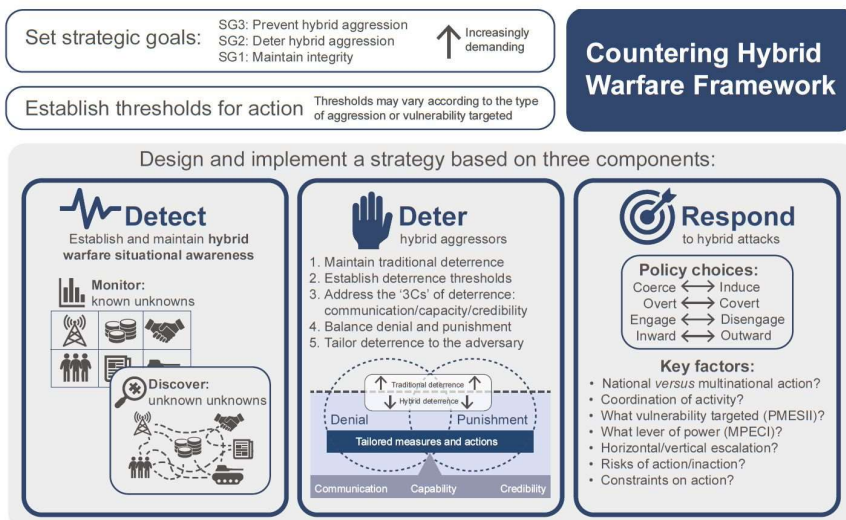 Set strategic goals:
SG3: Prevent hybrid aggression
SG2: Deter hybrid aggression
SG1: Maintain integrity
Increasingly
demanding
Countering Hybrid
Warfare Framework
Establish thresholds for action
Thresholds may vary according to the type
of aggression or vulnerability targeted
Design and implement a strategy based on three components:
Detect
Establish and maintain hybrid
warfare situational awareness
Monitor:
known unknowns
Discover:
unknown unknowns
Deter
hybrid aggressors
1. Maintain traditional deterrence
2. Establish deterrence thresholds
3. Address the ‘3Cs’ of deterrence:
communication/capacity/credibility
4. Balance denial and punishment
5. Tailor deterrence to the adversary
Traditional deterrence
Hybrid deterrence
Denial Punishment
Tailored measures and actions
Communication Capability Credibility
Respond
to hybrid attacks
Policy choices:
Coerce Induce
Overt Covert
Engage Disengage
Inward Outward
Key factors:
• National versus multinational action?
• Coordination of activity?
• What vulnerability targeted (PMESII)?
• What lever of power (MPECI)?
• Horizontal/vertical escalation?
• Risks of action/inaction?
• Constraints on action?